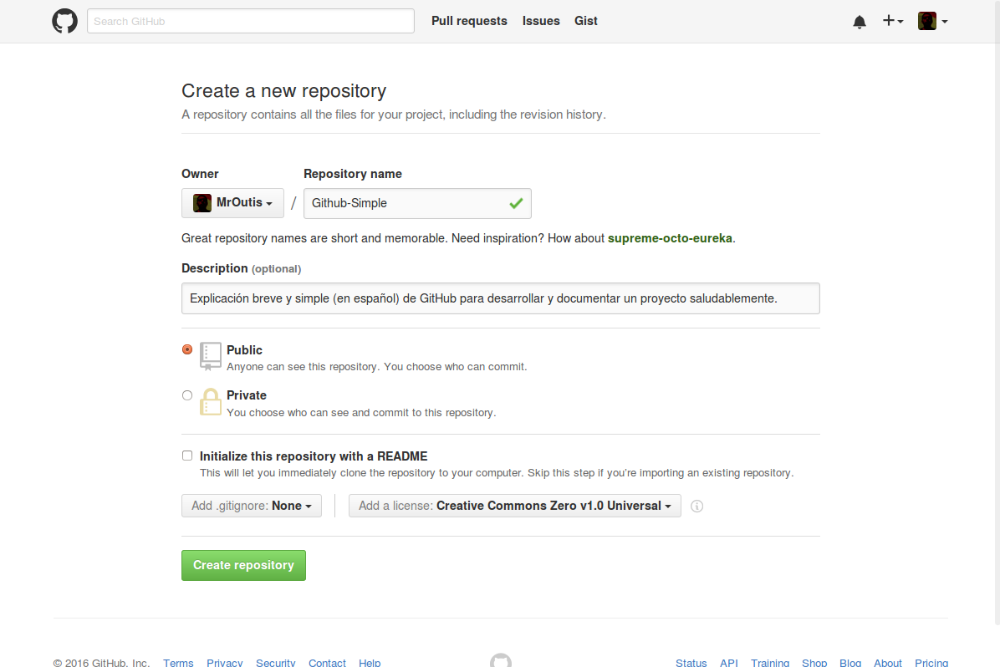 Search GitHub Pull requests Issues Gist
Create a new repository
A repository contains all the files for your project, including the revision history.
Owner Repository name
MrOutis / Github-Simple
Great repository names are short and memorable. Need inspiration? How about supreme-octo-eureka.
Description (optional)
Explicación breve y simple (en español) de GitHub para desarrollar y documentar un proyecto saludablemente.
Public
Anyone can see this repository. You choose who can commit.
Private
You choose who can see and commit to this repository.
Initialize this repository with a README
This will let you immediately clone the repository to your computer. Skip this step if you're importing an existing repository.
Add .gitignore: None Add a license: Creative Commons Zero v1.0 Universal
Create repository
© 2016 GitHub, Inc. Terms Privacy Security Contact Help Status API Training Shop Blog About Pricing